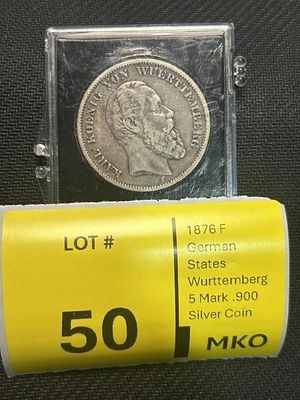 KARL KOENIG VON WUERTTEMBERG
LOT #
50
1876 F
German
States
Wurttemberg
5 Mark .900
Silver Coin
MKO